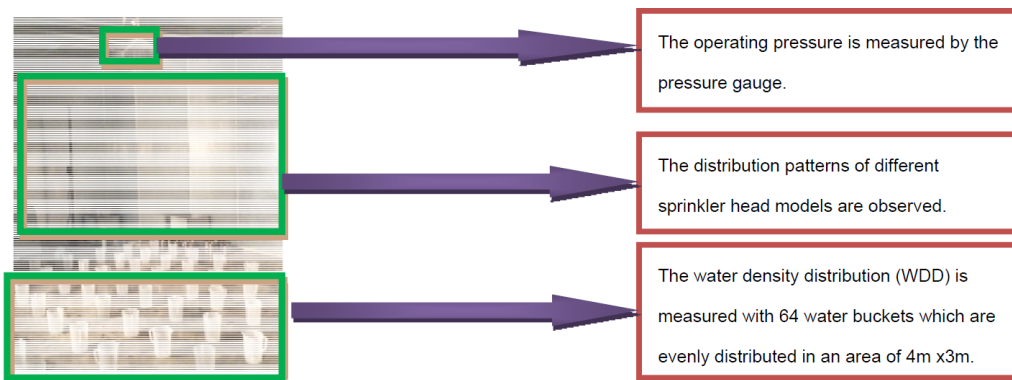 The operating pressure is measured by the
pressure gauge.
The distribution patterns of different
sprinkler head models are observed.
The water density distribution (WDD) is
measured with 64 water buckets which are
evenly distributed in an area of 4m x3m.